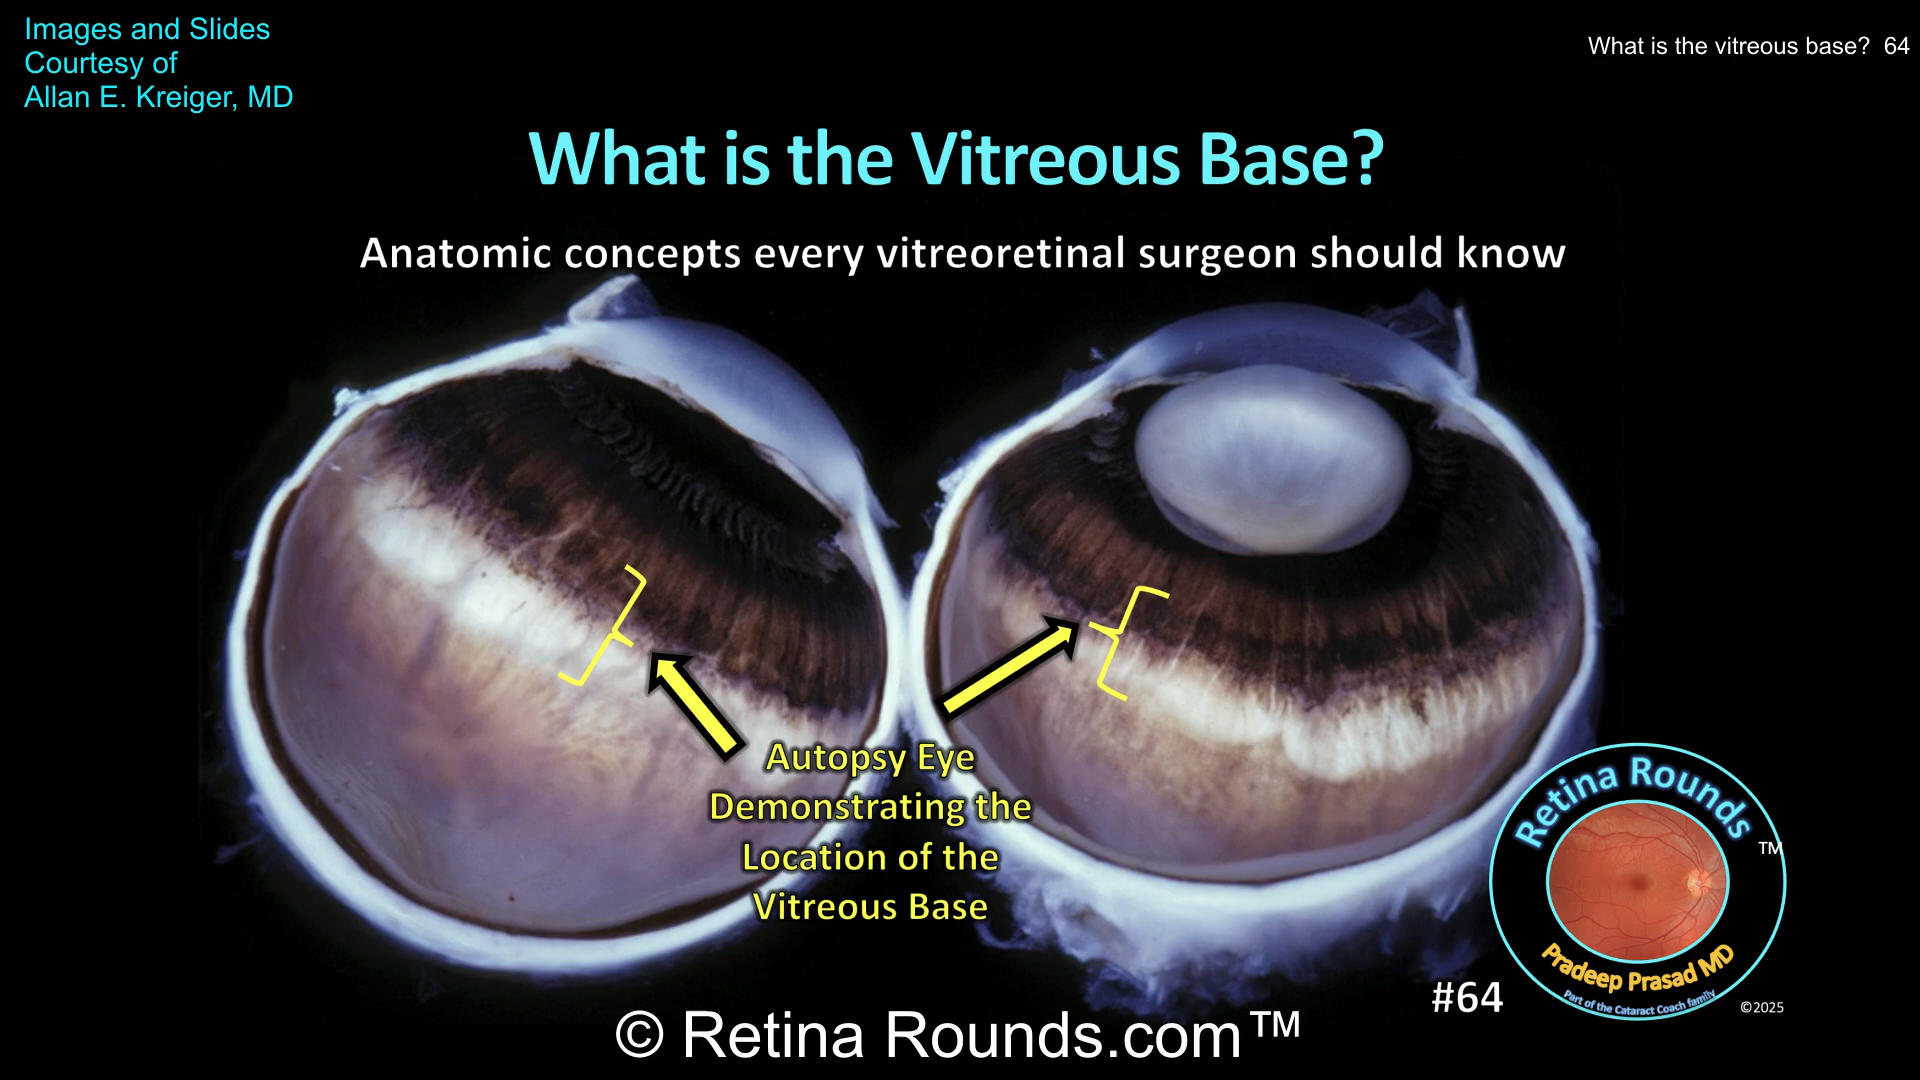 Images and Slides
Courtesy of
Allan E. Kreiger, MD
What is the vitreous base?  64
What is the Vitreous Base?
Anatomic concepts every vitreoretinal surgeon should know
Autopsy Eye
Demonstrating the
Location of the
Vitreous Base
Retina Rounds
TM
Pradeep Prasad MD
Part of the Cataract Coach family
#64
©2025
© Retina Rounds.com™